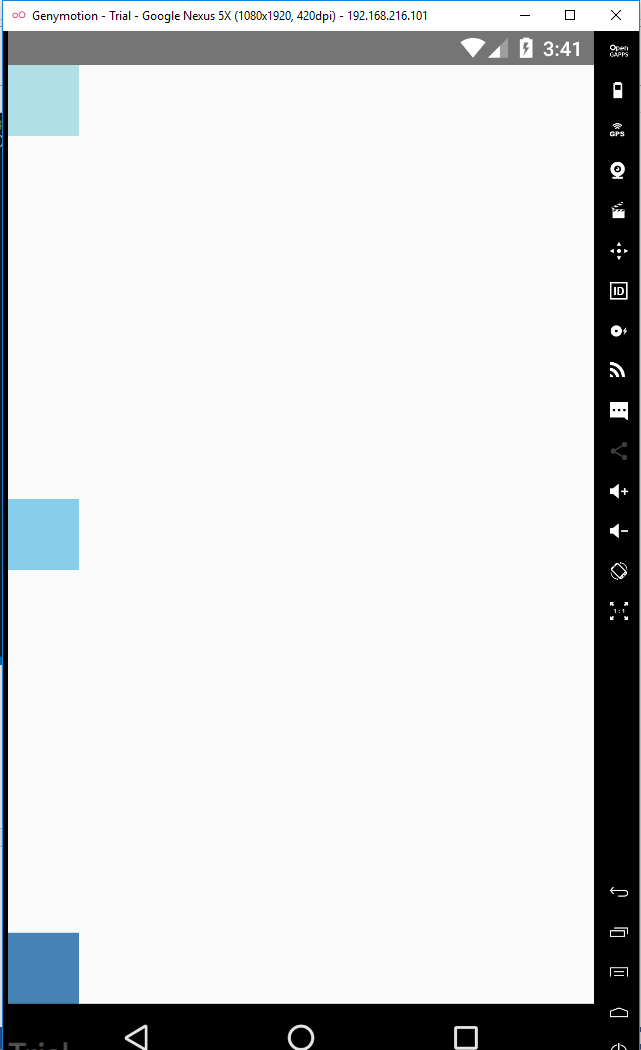 Genymotion - Trial - Google Nexus 5X (1080x1920, 420dpi) - 192.168.216.101
3:41
Open
GAPPS
GPS
ID
1 : 1
Trial